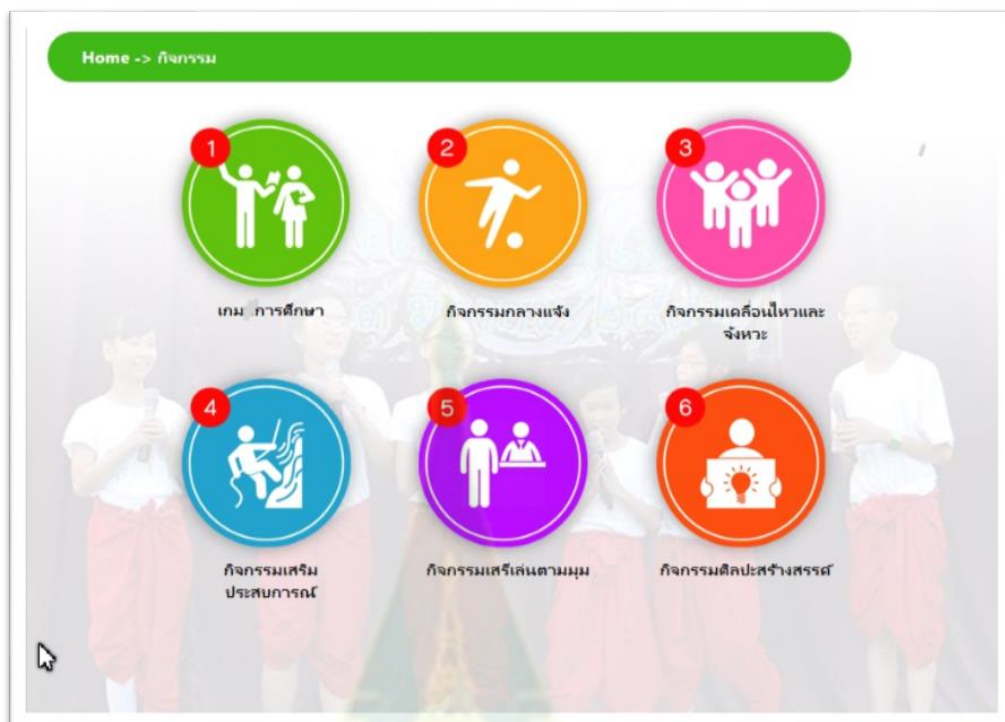 Home -> กิจกรรม
1
2
3
เกม การศึกษา
กิจกรรมกลางแจ้ง
กิจกรรมเคลื่อนไหวและ
จังหวะ
4
5
6
กิจกรรมเสริม
ประสบการณ์
กิจกรรมเสรีเล่นตามมุม
กิจกรรมศิลปะสร้างสรรค์